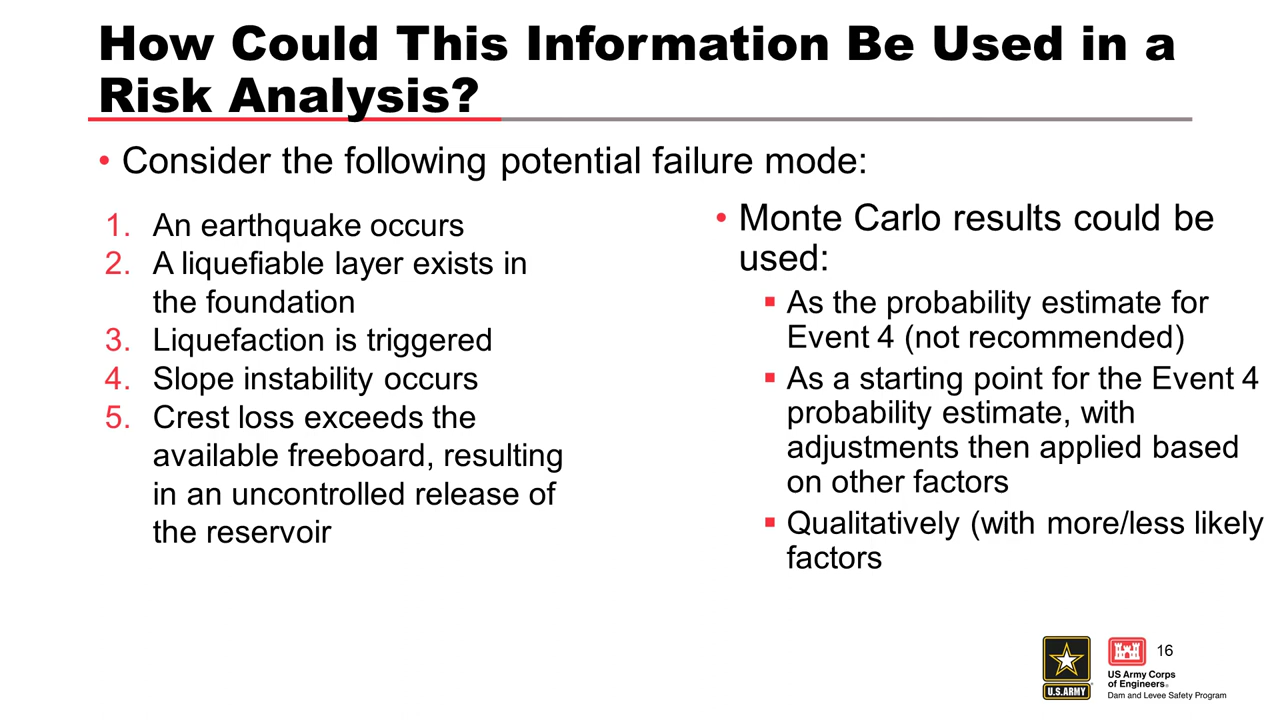 How Could This Information Be Used in a
Risk Analysis?
• Consider the following potential failure mode:
1. An earthquake occurs
2. A liquefiable layer exists in
the foundation
3. Liquefaction is triggered
4. Slope instability occurs
5. Crest loss exceeds the
available freeboard, resulting
in an uncontrolled release of
the reservoir
• Monte Carlo results could be
used:
▪ As the probability estimate for
Event 4 (not recommended)
▪ As a starting point for the Event 4
probability estimate, with
adjustments then applied based
on other factors
▪ Qualitatively (with more/less likely
factors
U.S.ARMY
US Army Corps
of Engineers®
Dam and Levee Safety Program
16